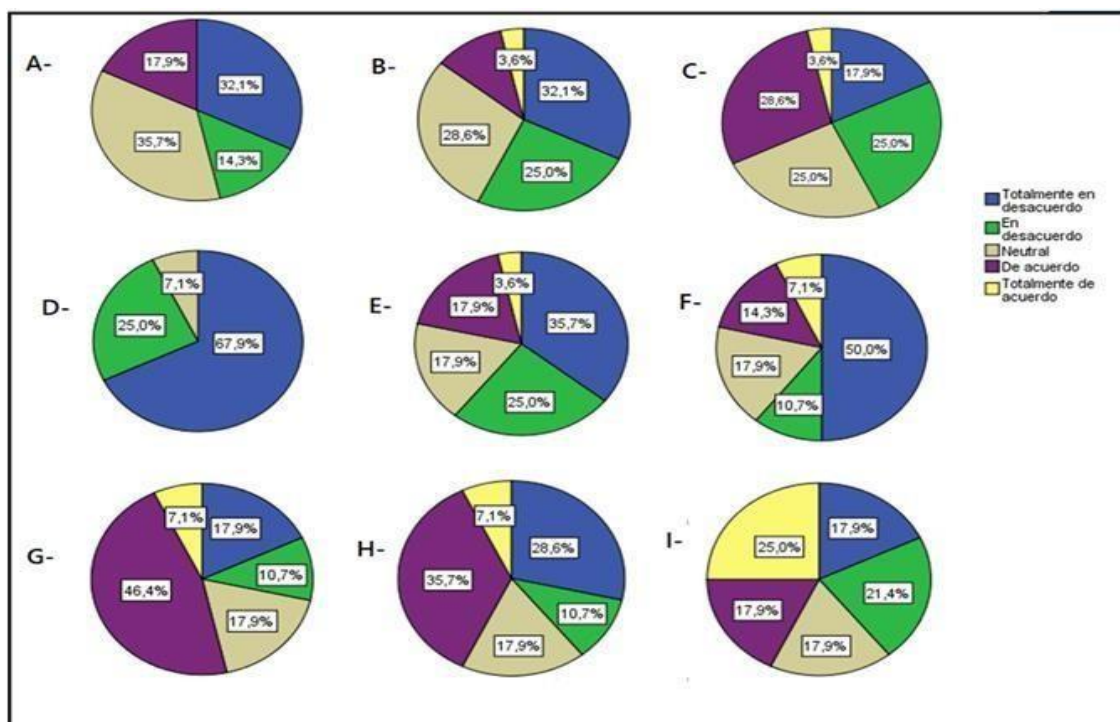 A-
17,9%
32,1%
35,7%
14,3%
B-
3,6%
32,1%
28,6%
25,0%
C-
3,6%
17,9%
28,6%
25,0%
25,0%
Totalmente en
desacuerdo
En
desacuerdo
Neutral
De acuerdo
Totalmente de
acuerdo
D-
7,1%
25,0%
67,9%
E-
3,6%
17,9%
35,7%
17,9%
25,0%
F-
7,1%
14,3%
50,0%
17,9%
10,7%
G-
7,1%
17,9%
46,4%
10,7%
17,9%
H-
7,1%
28,6%
35,7%
10,7%
17,9%
I-
25,0%
17,9%
21,4%
17,9%
17,9%